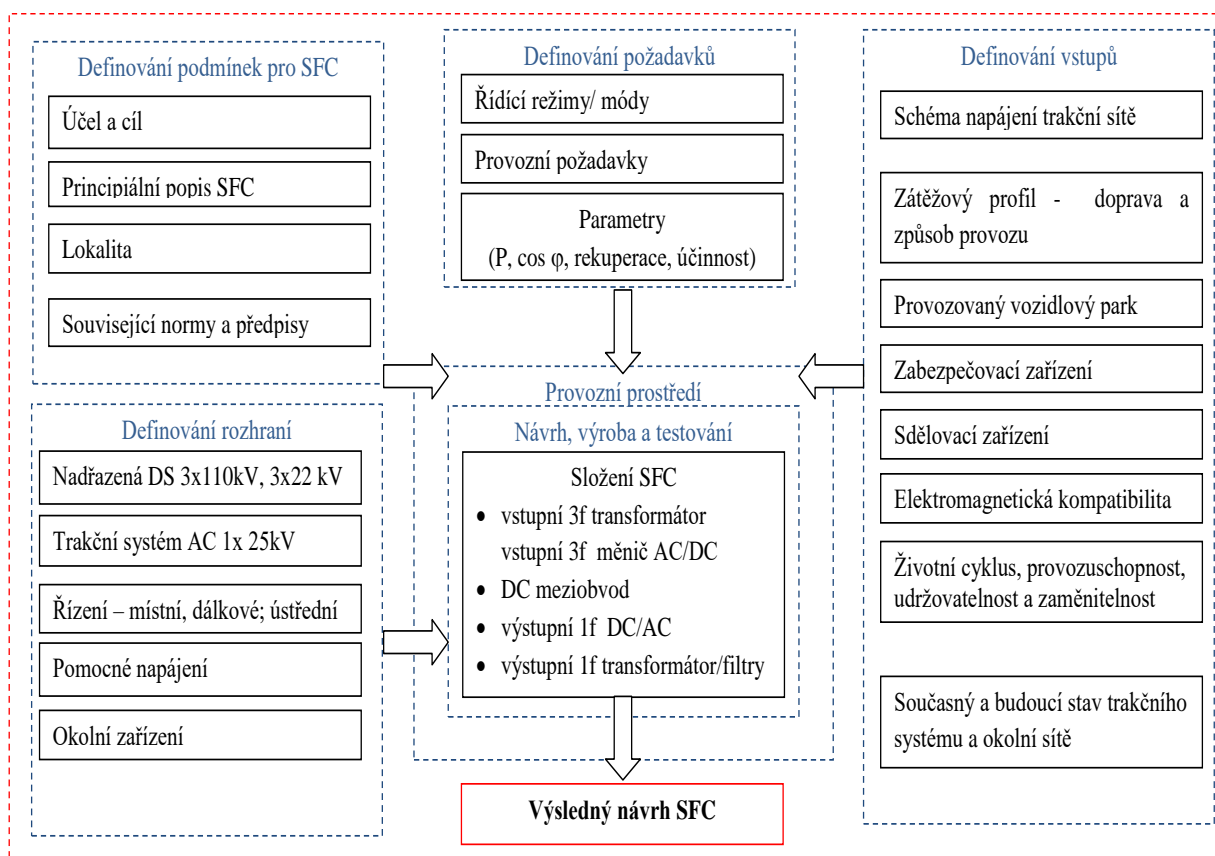 Definování podmínek pro SFC
Účel a cíl
Principiální popis SFC
Lokalita
Související normy a předpisy
Definování požadavků
Řídící režimy/ módy
Provozní požadavky
Parametry
(P, cos φ, rekuperace, účinnost)
Definování vstupů
Schéma napájení trakční sítě
Zátěžový profil - doprava a
způsob provozu
Provozovaný vozidlový park
Zabezpečovací zařízení
Sdělovací zařízení
Elektromagnetická kompatibilita
Životní cyklus, provozuschopnost,
udržovatelnost a zaměnitelnost
Současný a budoucí stav trakčního
systému a okolní sítě
Definování rozhraní
Nadřazená DS 3x110kV, 3x22 kV
Trakční systém AC 1x 25kV
Řízení – místní, dálkové; ústřední
Pomocné napájení
Okolní zařízení
Provozní prostředí
Návrh, výroba a testování
Složení SFC
• vstupní 3f transformátor
vstupní 3f měnič AC/DC
• DC meziobvod
• výstupní 1f DC/AC
• výstupní 1f transformátor/filtry
Výsledný návrh SFC